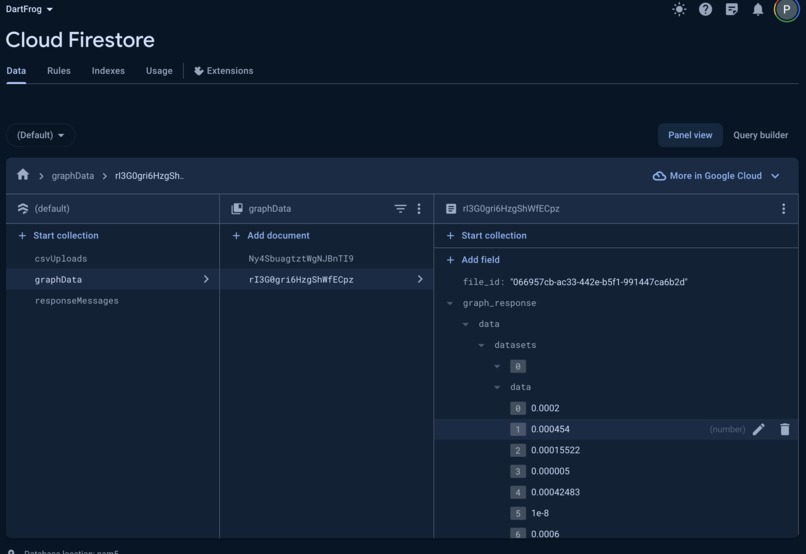 DartFrog
P
Cloud Firestore
Data Rules Indexes Usage Extensions
(Default) Panel view Query builder
graphData rI3G0gri6HzgSh.. More in Google Cloud
(default) graphData rI3G0gri6HzgShWfECpz
+ Start collection + Add document + Start collection
csvUploads Ny4SbuagtztWgNJBnTI9 + Add field
graphData rI3G0gri6HzgShWfECpz file_id: "066957cb-ac33-442e-b5f1-991447ca6b2d"
responseMessages graph_response
data
datasets
0
data
0 0.0002
1 0.000454 (number)
2 0.00015522
3 0.000005
4 0.00042483
5 1e-8
6 0.0006
Database location: nam5